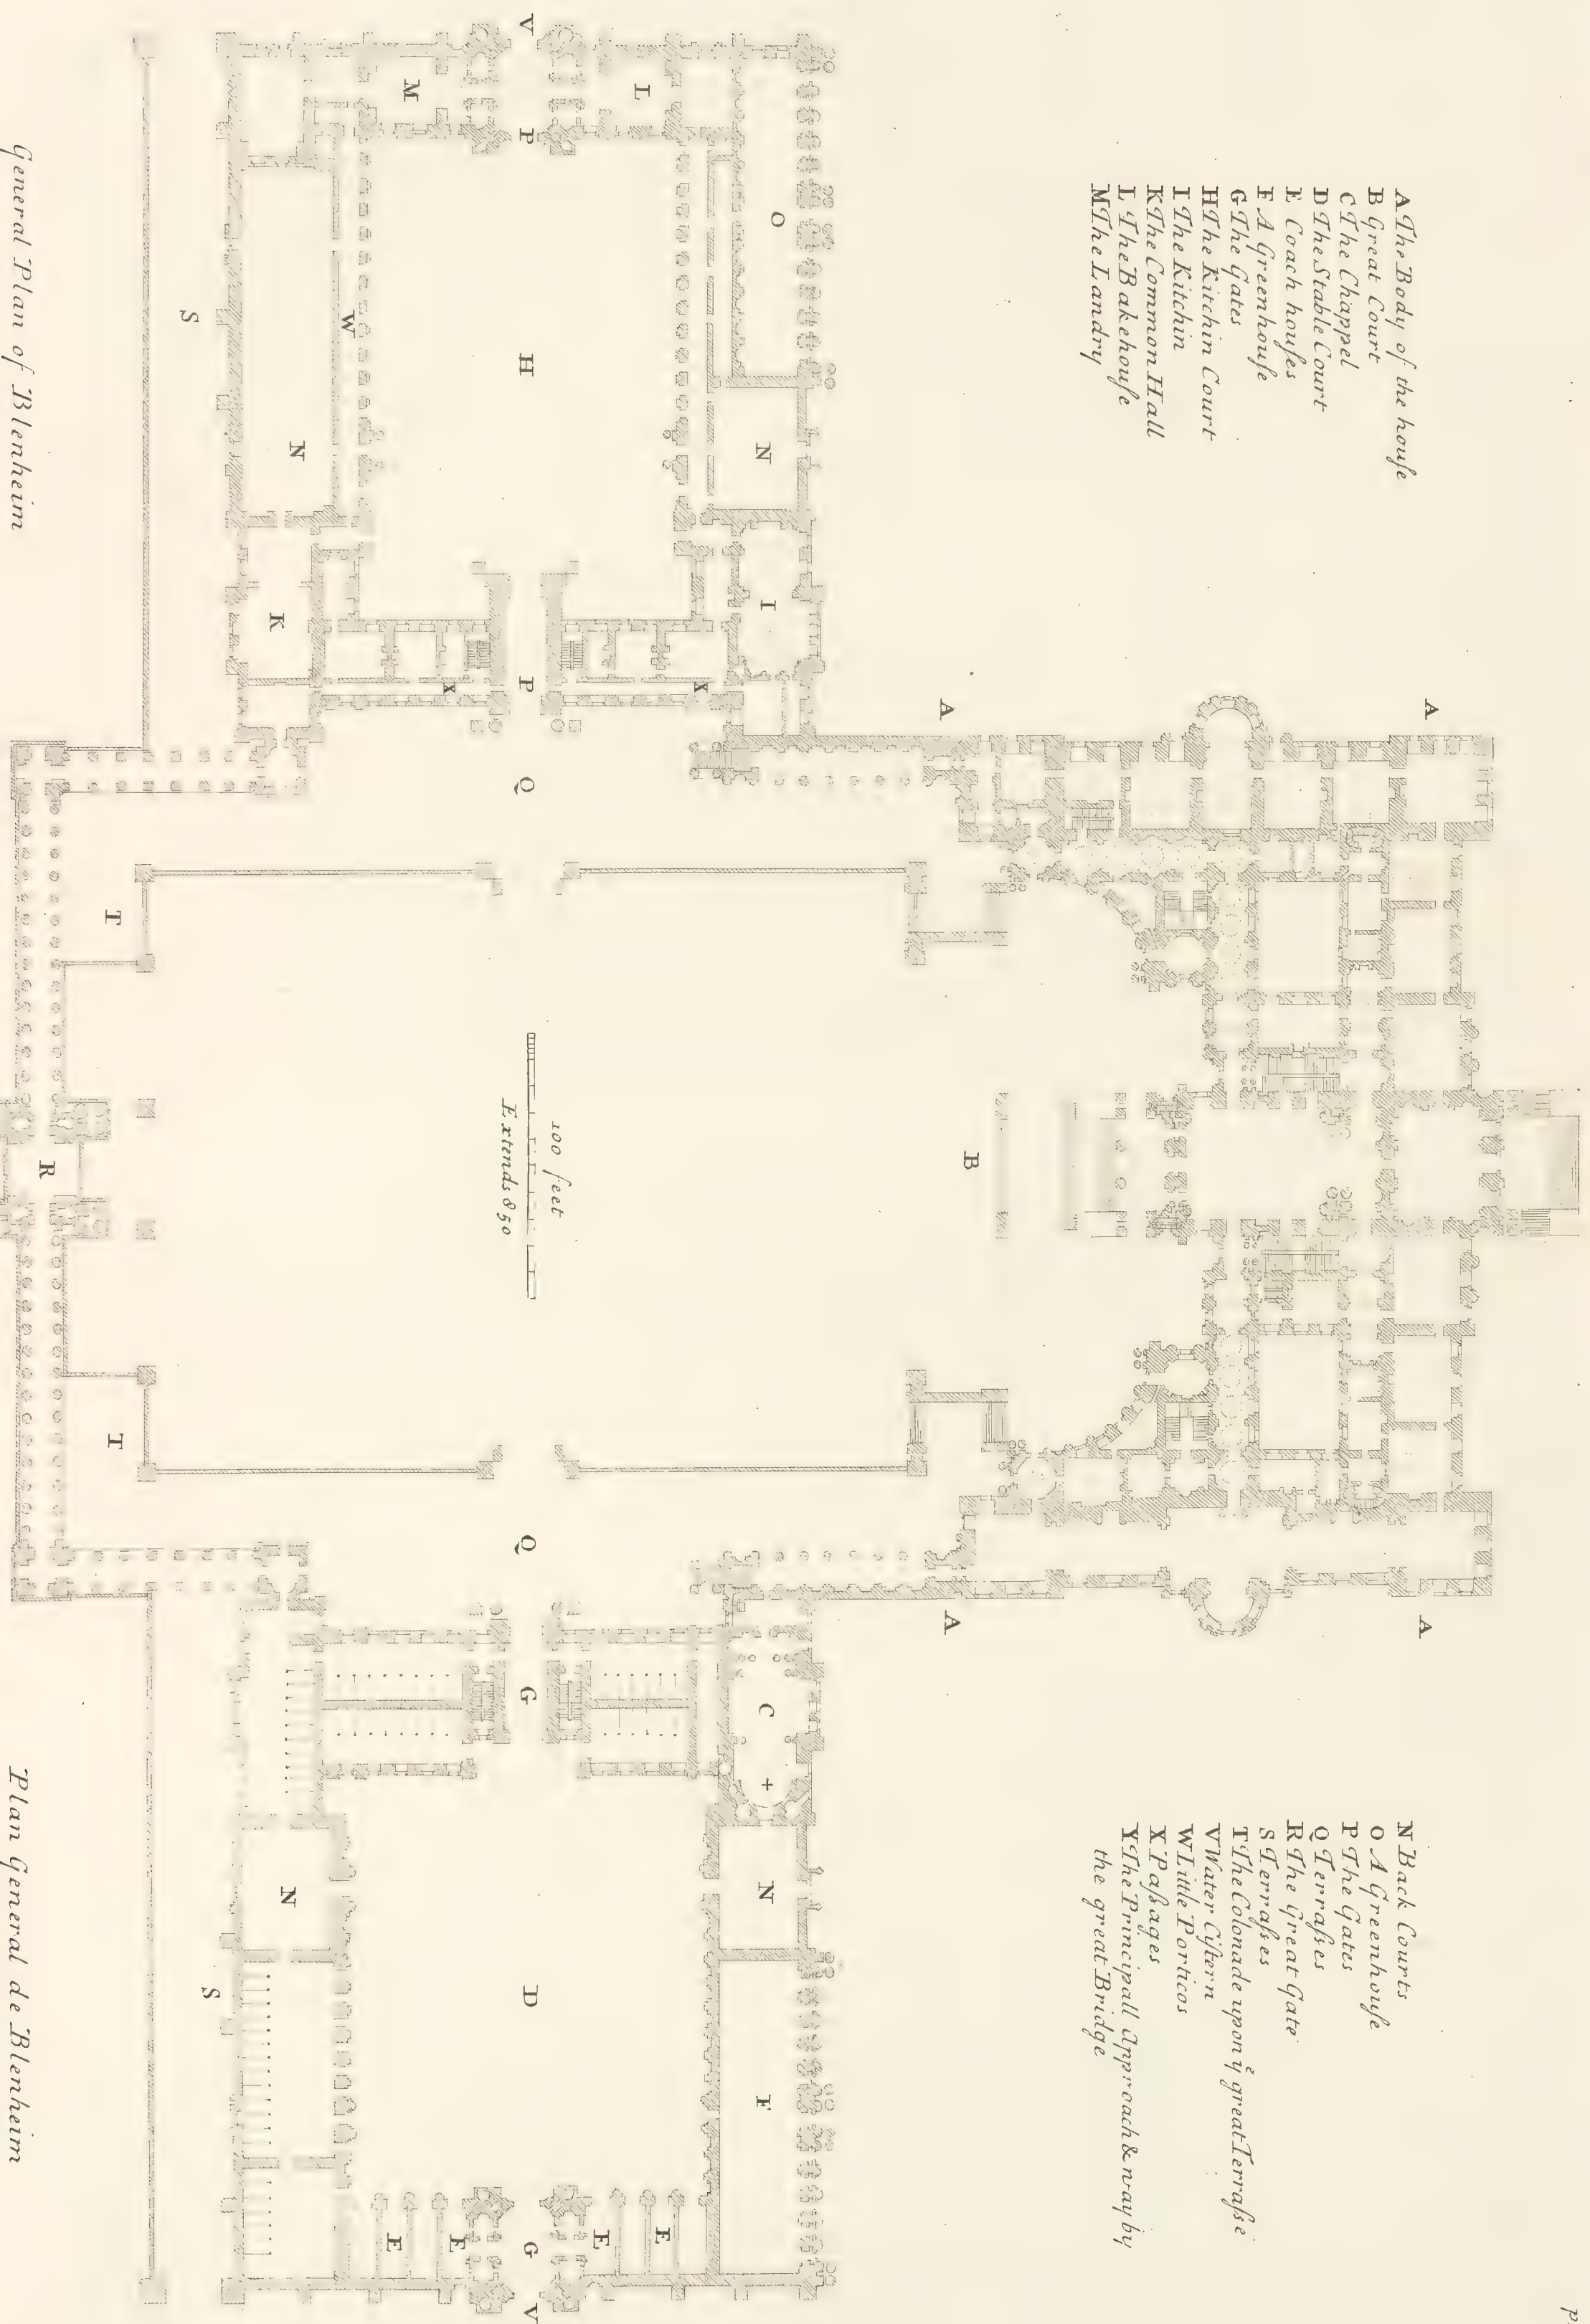 A The Body of the houſe
B Great Court
C The Chappel
D The Stable Court
E Coach houſes
F A Greenhouſe
G The Gates
H The Kitchin Court
I The Kitchin
K The Common Hall
L The Bakehouſe
M The Landry
N Back Courts
O A Greenhouſe
P The Gates
Q Terraſses
R The Great Gate
S Terraſses
T The Colonade upon yͤ great Terraſse
V Water Ciſtern
W Little Porticos
X Paſsages
Y The Principall Approach & way by
the great Bridge
A
A
A
B
A
O
N
I
C
N
F
X
L
E
E
100 feet
V
P
H
P
Q
Q
G
D
G
V
Extends 850
X
E
E
M
W
N
N
K
S
S
T
T
R
General Plan of Blenheim
Plan General de Blenheim